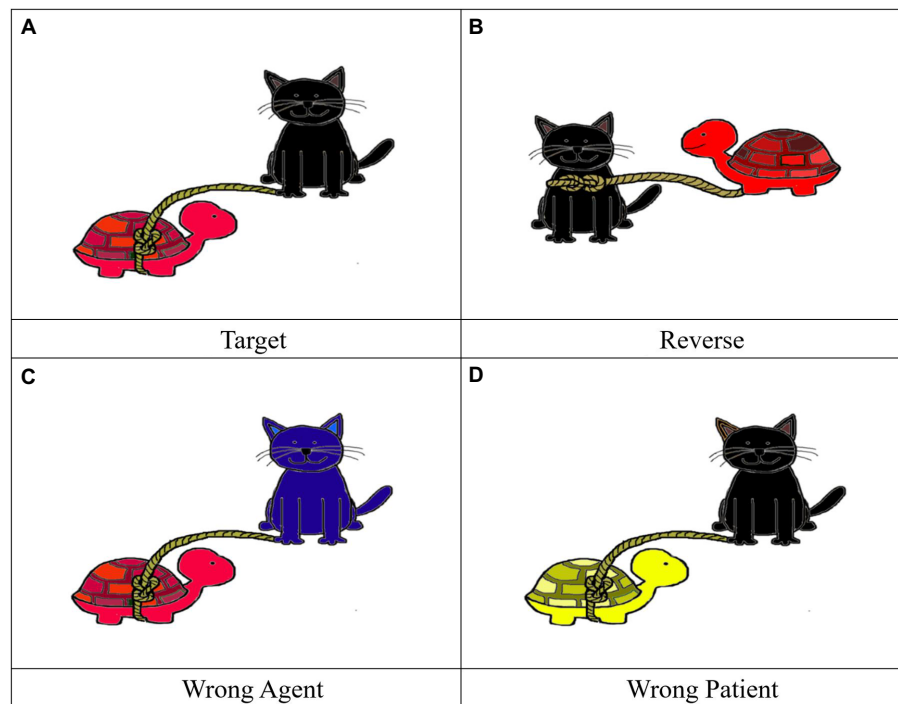 A
B
Target
Reverse
C
D
Wrong Agent
Wrong Patient